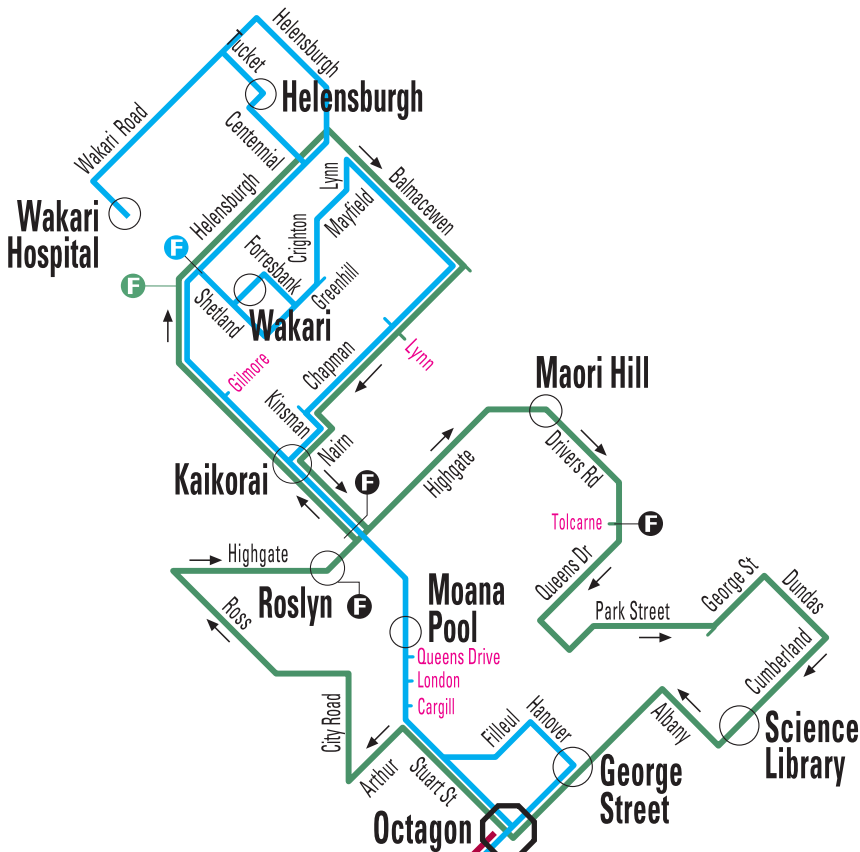 Helensburgh
Tucket
Helensburgh
Centennial
Wakari Road
Wakari
Hospital
Helensburgh
Lynn
Balmacewen
Mayfield
Crighton
F
F
Forresbank
Greenhill
Shetland
Wakari
Gilmore
Chapman
Lynn
Kinsman
Nairn
Kaikorai
Maori Hill
Highgate
Drivers Rd
F
Tolcarne
F
Highgate
Roslyn
F
Ross
Moana
Pool
Queens Dr
Park Street
George St
Dundas
Cumberland
Queens Drive
London
Cargill
City Road
Arthur
Stuart St
Filleul
Hanover
Albany
Science
Library
George
Street
Octagon